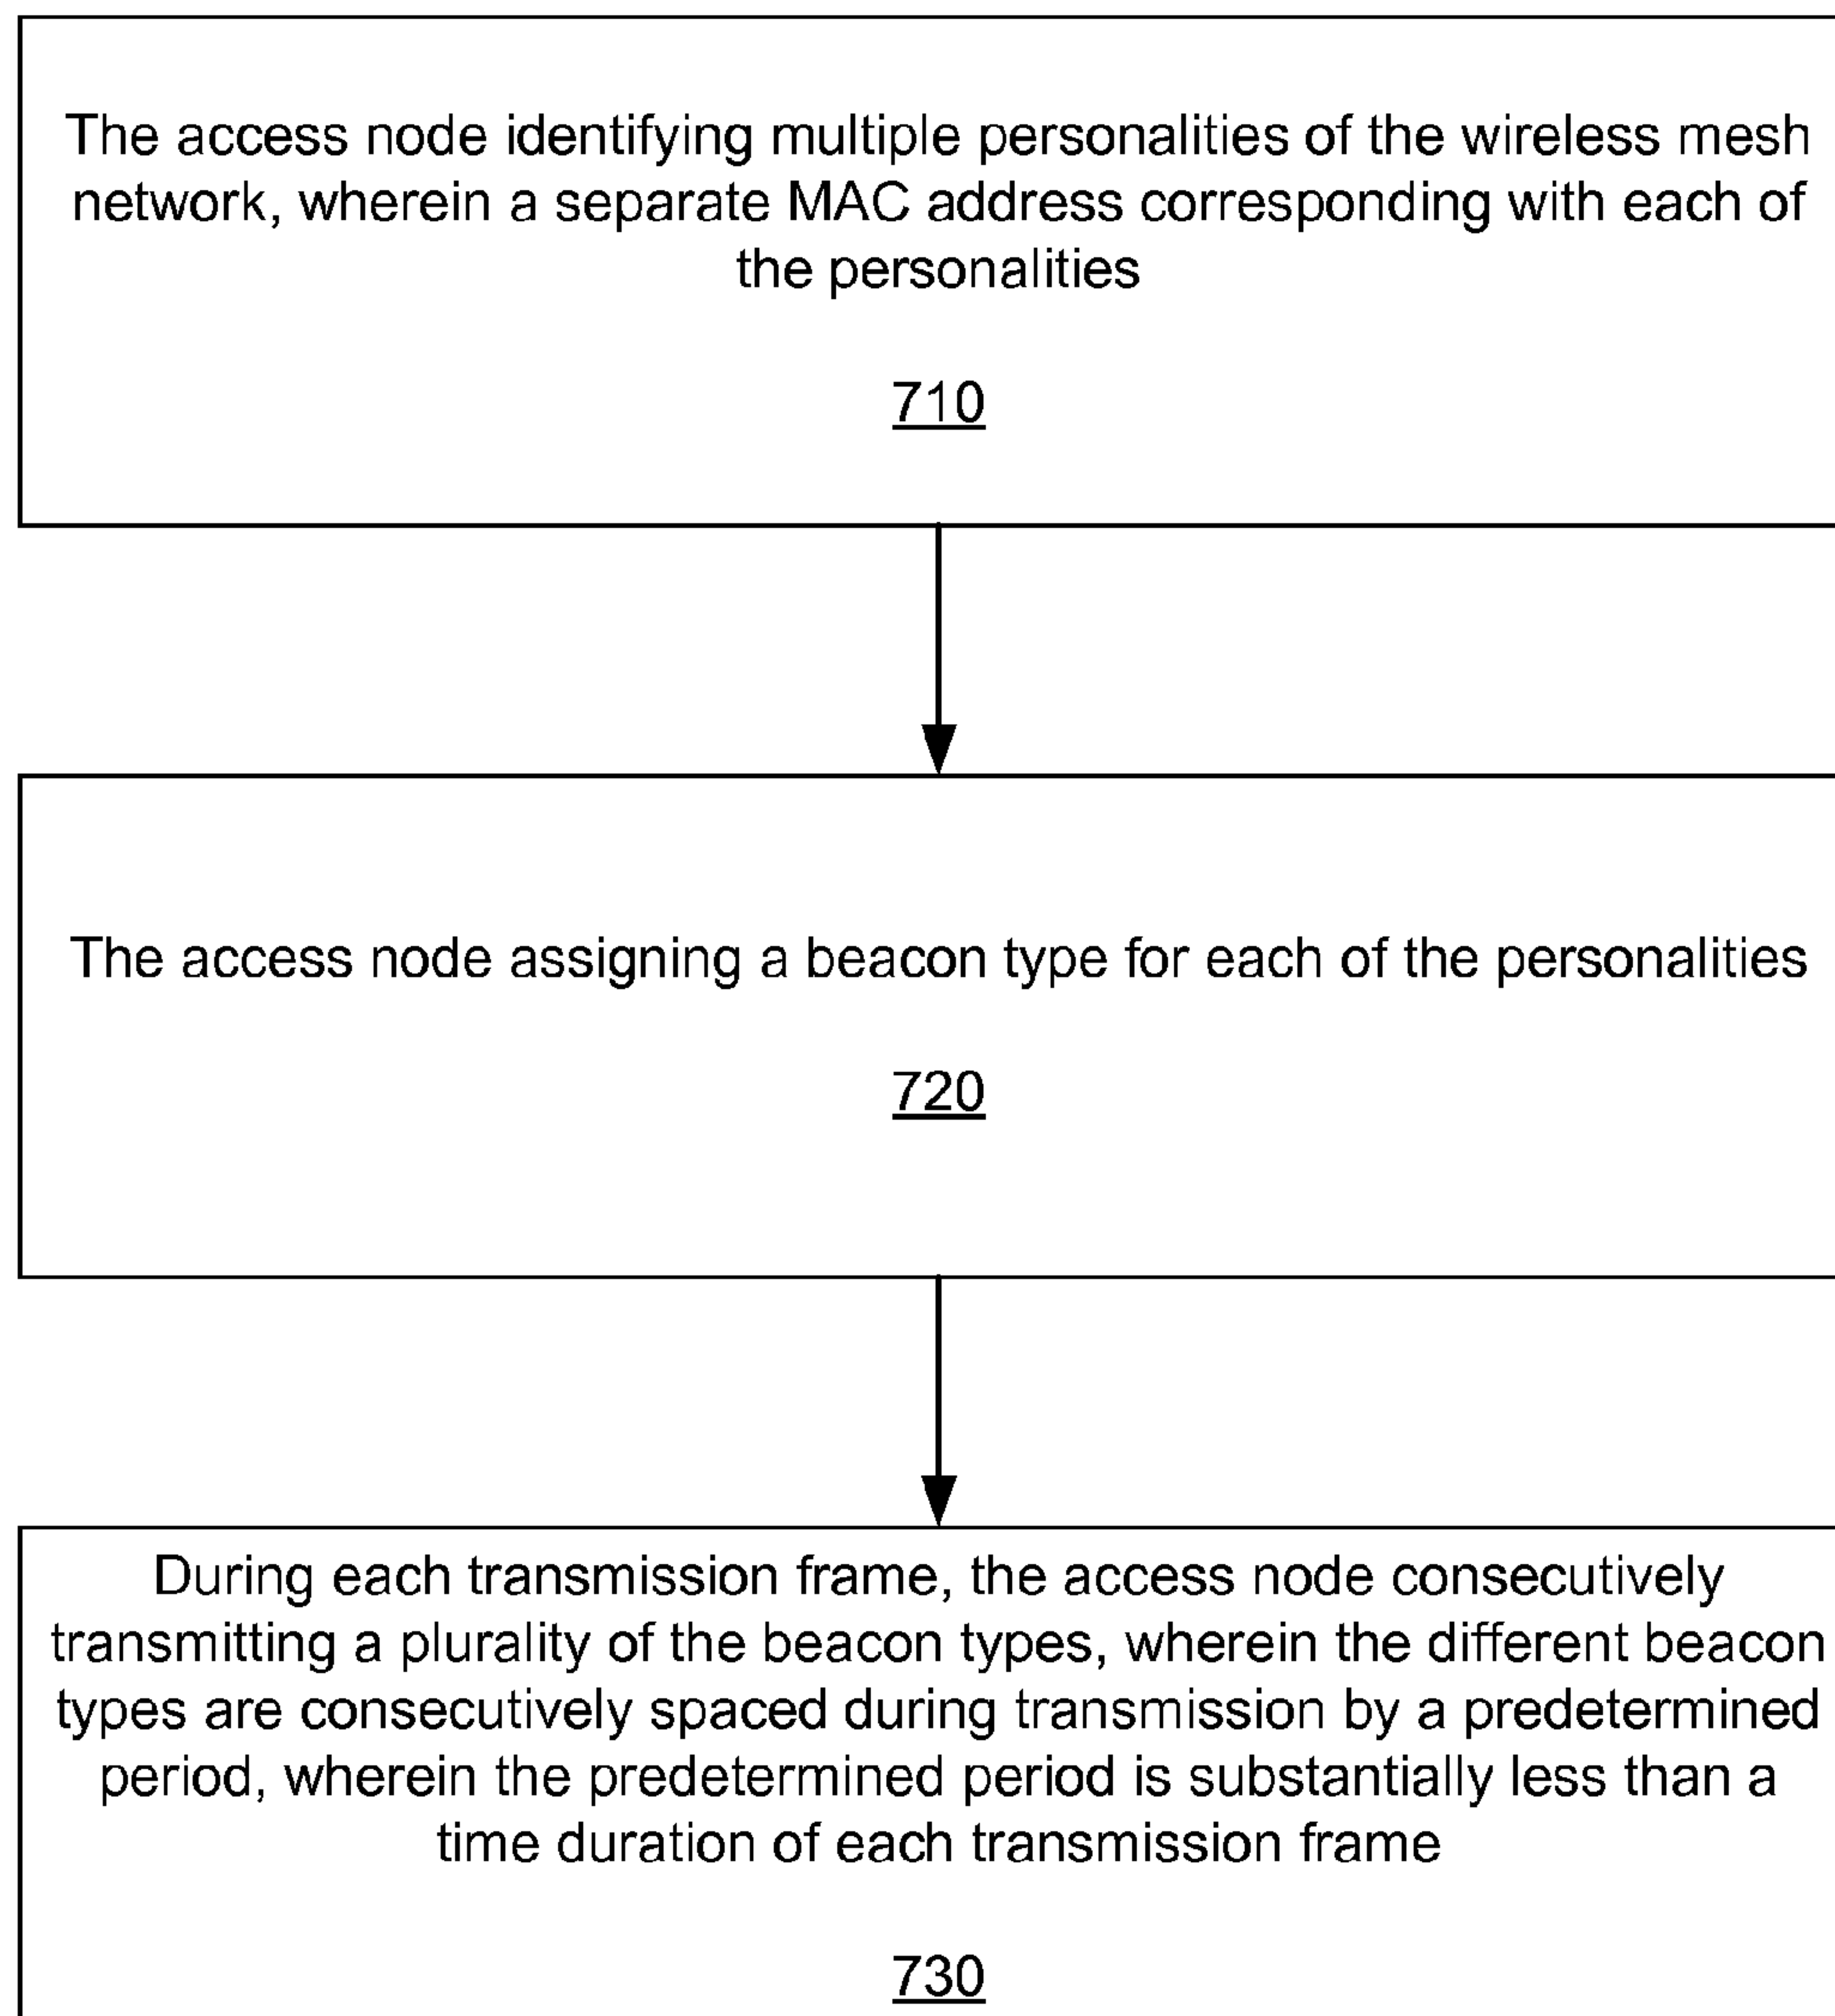 The access node identifying multiple personalities of the wireless mesh
network, wherein a separate MAC address corresponding with each of
the personalities
710
The access node assigning a beacon type for each of the personalities
720
During each transmission frame, the access node consecutively
transmitting a plurality of the beacon types, wherein the different beacon
types are consecutively spaced during transmission by a predetermined
period, wherein the predetermined period is substantially less than a
time duration of each transmission frame
730